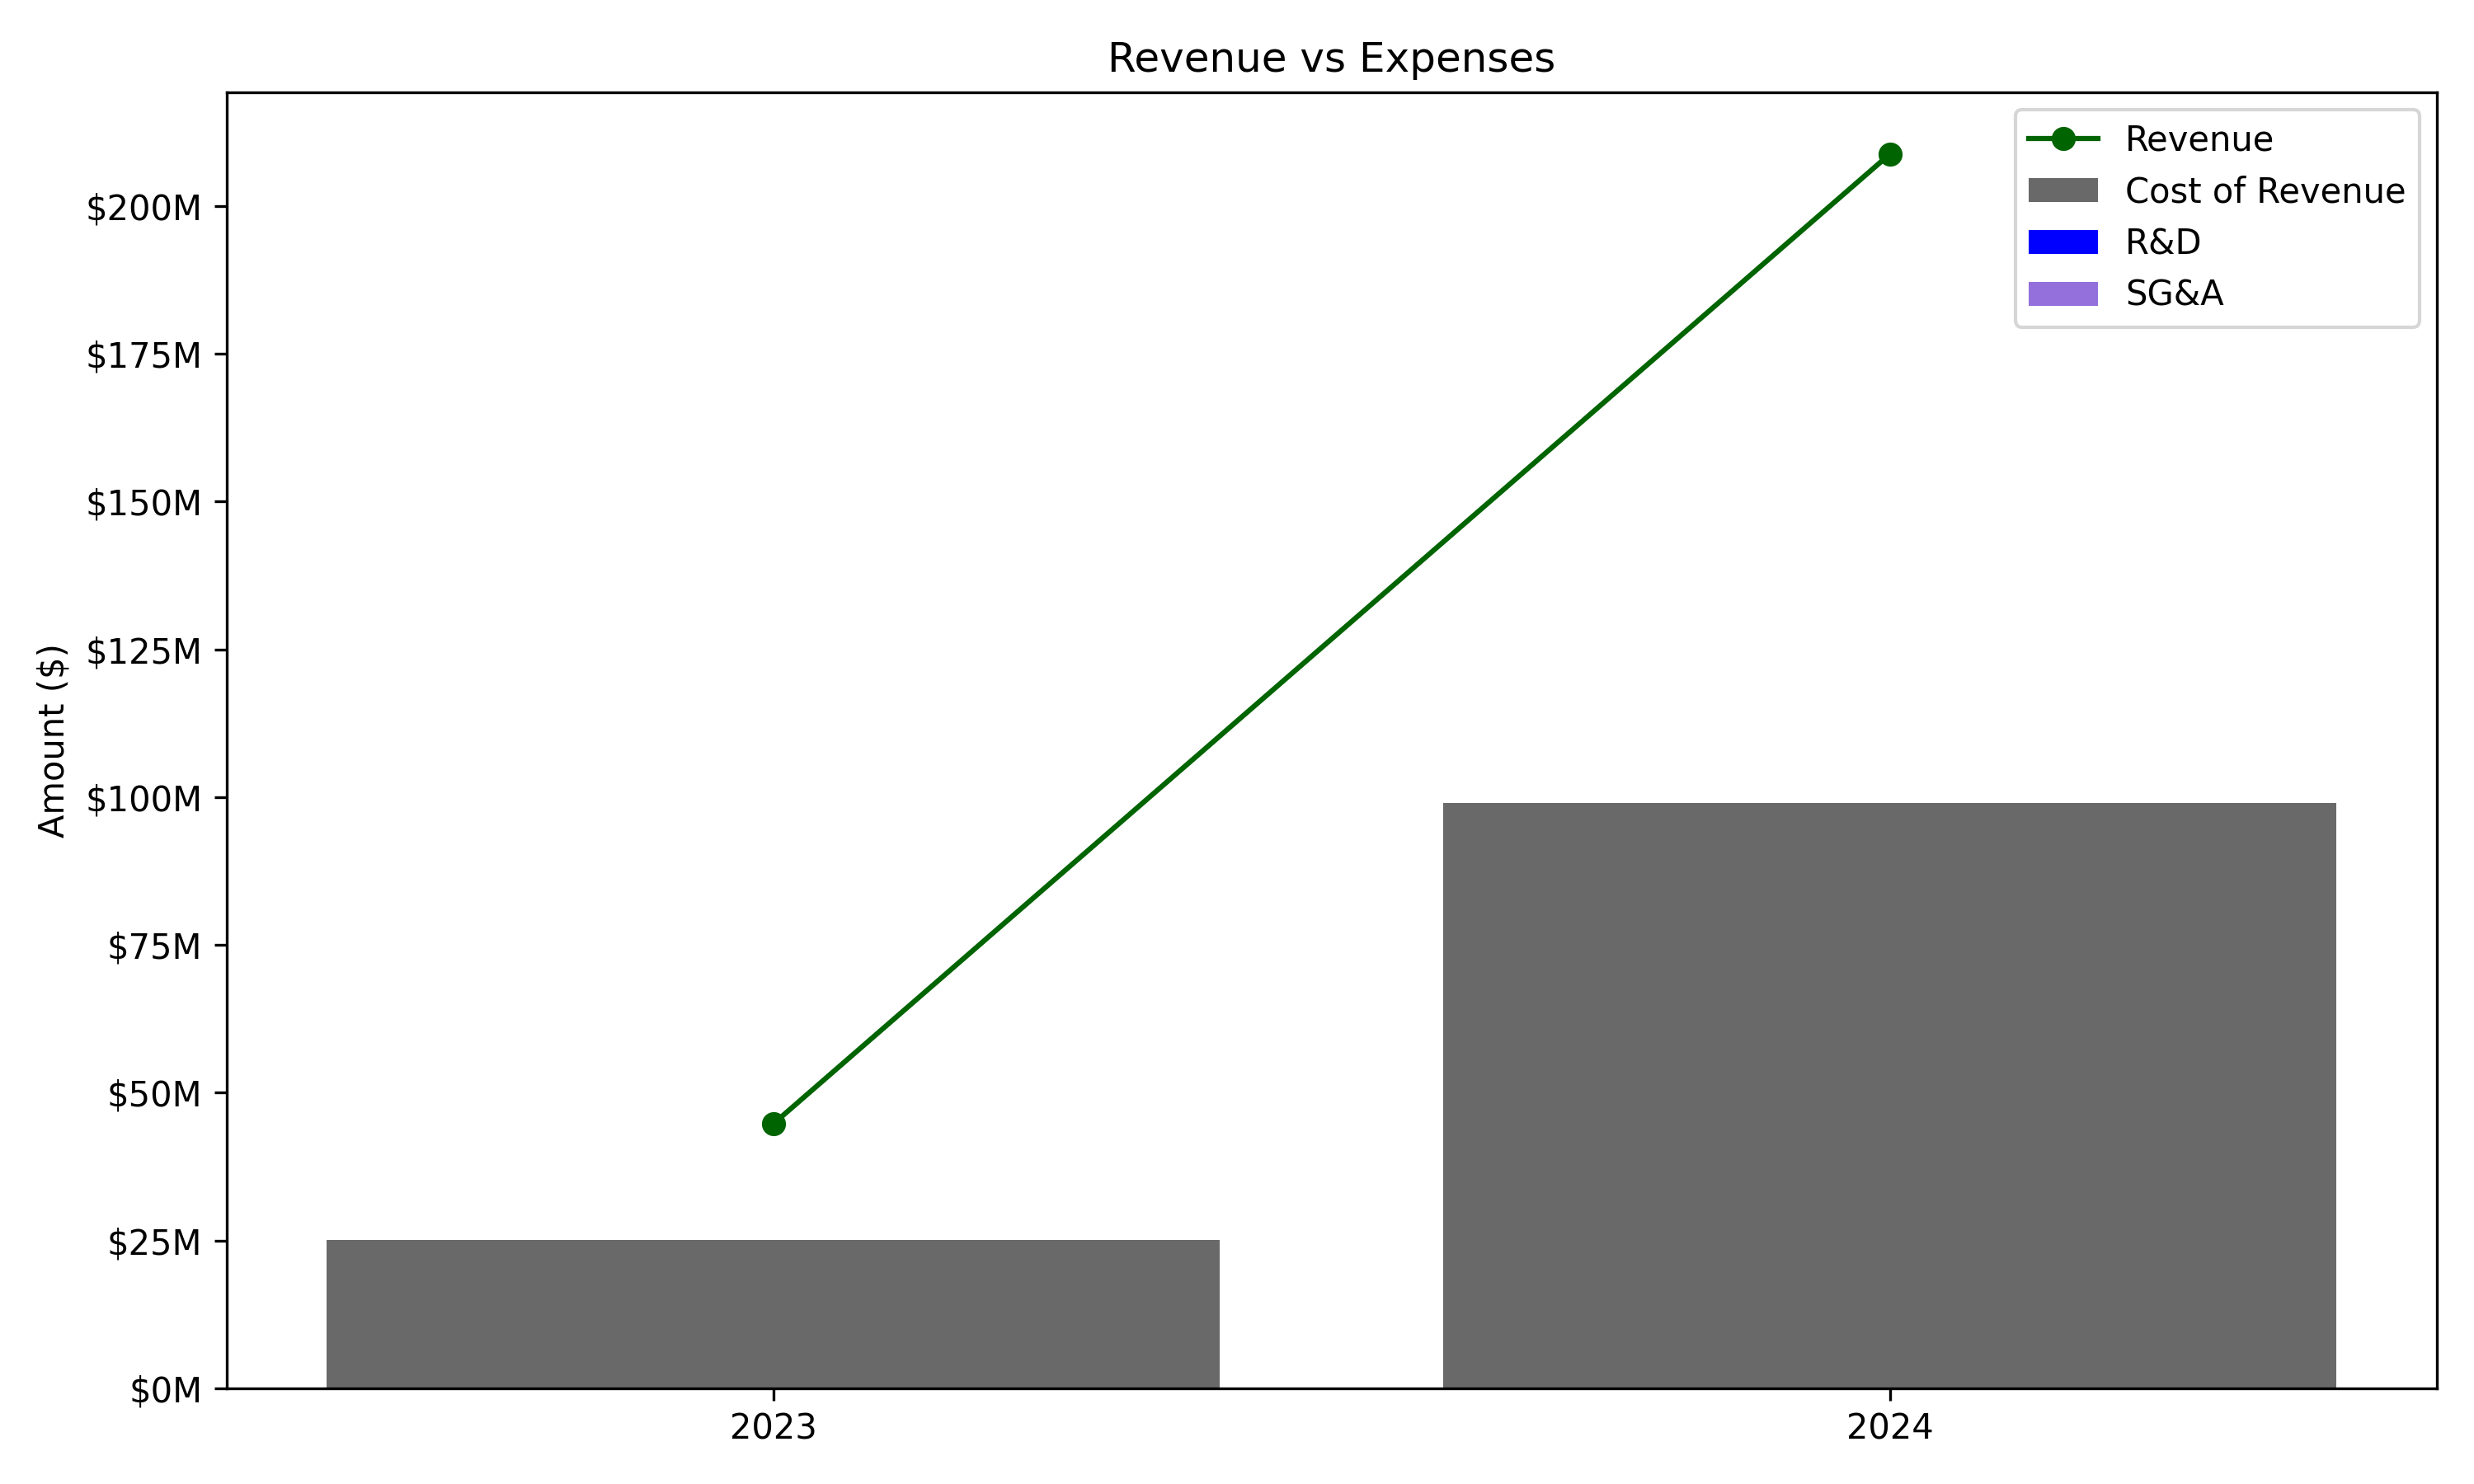 Revenue vs Expenses
Revenue
Cost of Revenue
R&D
SG&A
Amount ($)
$200M
$175M
$150M
$125M
$100M
$75M
$50M
$25M
$0M
2023
2024